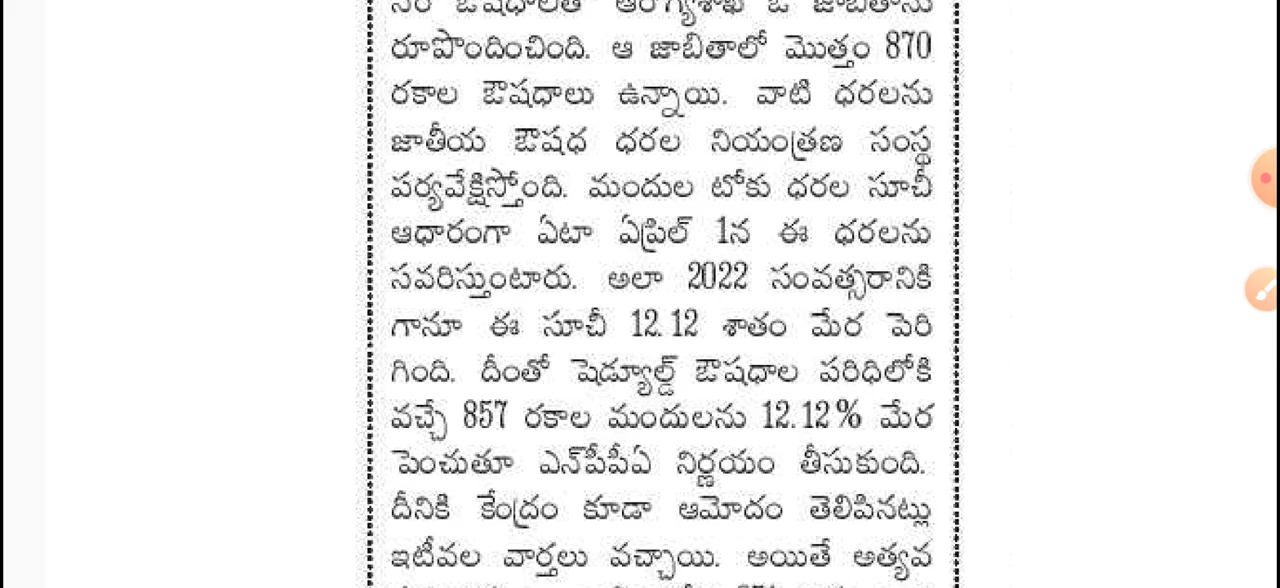 రూపొందించింది. ఆ జాబితాలో మొత్తం 870
రకాల ఔషధాలు ఉన్నాయి. వాటి ధరలను
జాతీయ ఔషధ ధరల నియంత్రణ సంస్థ
పర్యవేక్షిస్తోంది. మందుల టోకు ధరల సూచీ
ఆధారంగా ఏటా ఏప్రిల్ 1న ఈ ధరలను
సవరిస్తుంటారు. అలా 2022 సంవత్సరానికి
గానూ ఈ సూచీ 12.12 శాతం మేర పెరి
గింది. దీంతో షెడ్యూల్డ్ ఔషధాల పరిధిలోకి
వచ్చే 857 రకాల మందులను 12.12% మేర
పెంచుతూ ఎన్‌పీపీఏ నిర్ణయం తీసుకుంది.
దీనికి కేంద్రం కూడా ఆమోదం తెలిపినట్లు
ఇటీవల వార్తలు వచ్చాయి. అయితే అత్యవ